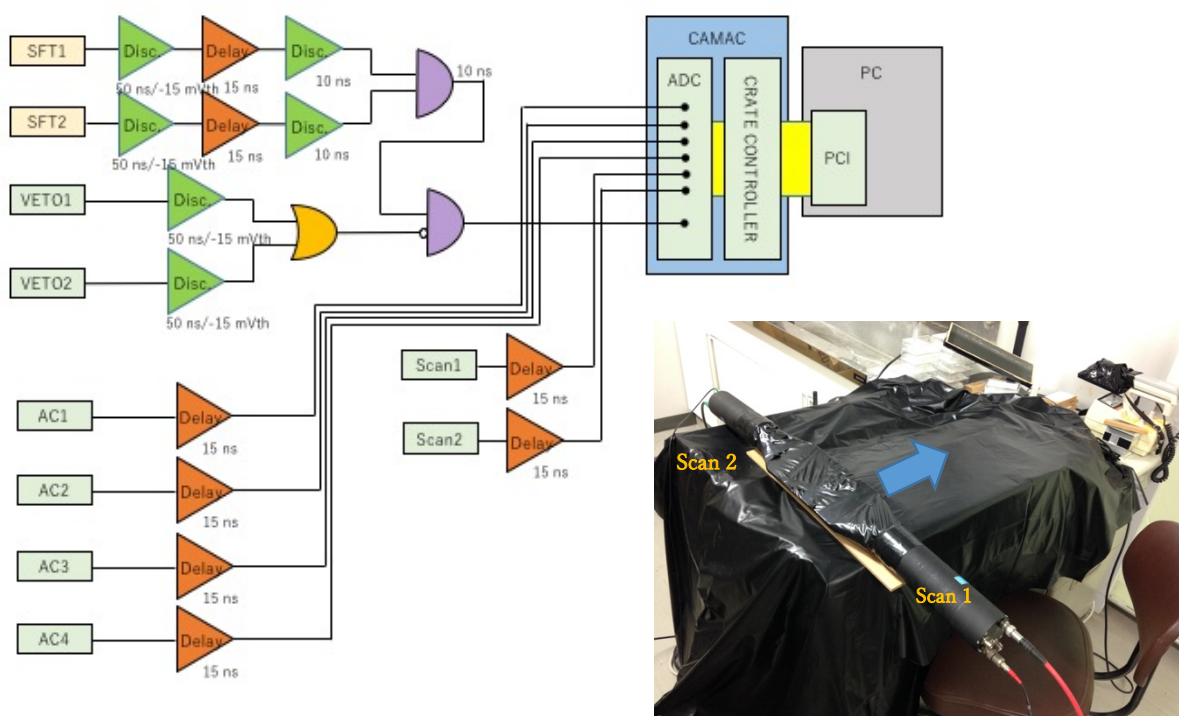 SFT1
Disc.
50 ns/-15 mVth
Delay
15 ns
Disc.
10 ns
10 ns
SFT2
Disc.
50 ns/-15 mVth
Delay
15 ns
Disc.
10 ns
VETO1
Disc.
50 ns/-15 mVth
VETO2
Disc.
50 ns/-15 mVth
CAMAC
ADC
CRATE CONTROLLER
PC
PCI
Scan1
Delay
15 ns
Scan2
Delay
15 ns
AC1
Delay
15 ns
AC2
Delay
15 ns
AC3
Delay
15 ns
AC4
Delay
15 ns
Scan 2
Scan 1